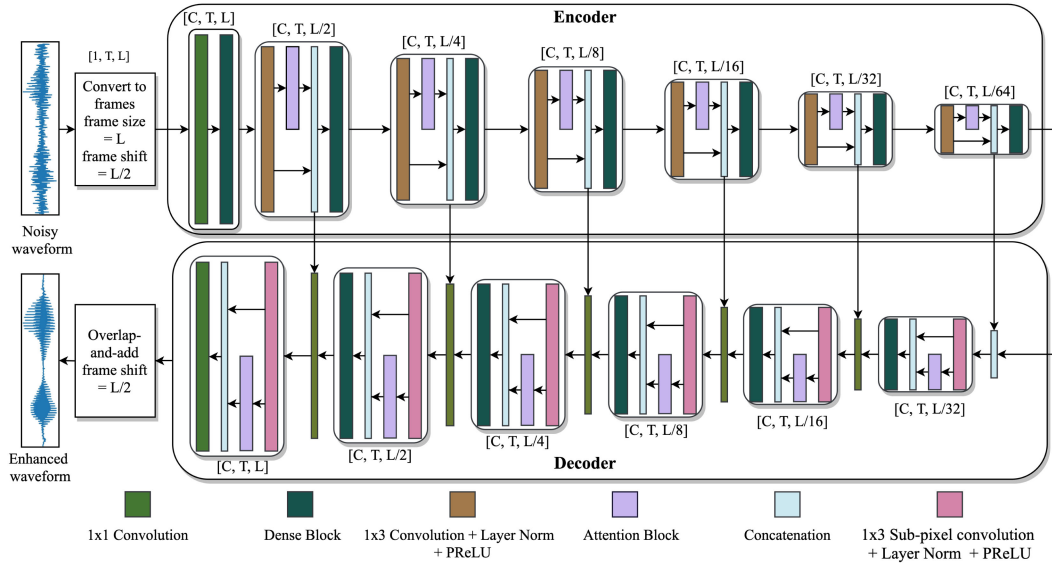 Encoder
[C, T, L]
[C, T, L/2]
[C, T, L/4]
[C, T, L/8]
[C, T, L/16]
[C, T, L/32]
[C, T, L/64]
[1, T, L]
Convert to
frames
frame size
= L
frame shift
= L/2
Noisy
waveform
Overlap-
and-add
frame shift
= L/2
Enhanced
waveform
[C, T, L]
[C, T, L/2]
[C, T, L/4]
[C, T, L/8]
[C, T, L/16]
[C, T, L/32]
Decoder
1x1 Convolution
Dense Block
1x3 Convolution + Layer Norm
+ PReLU
Attention Block
Concatenation
1x3 Sub-pixel convolution
+ Layer Norm + PReLU